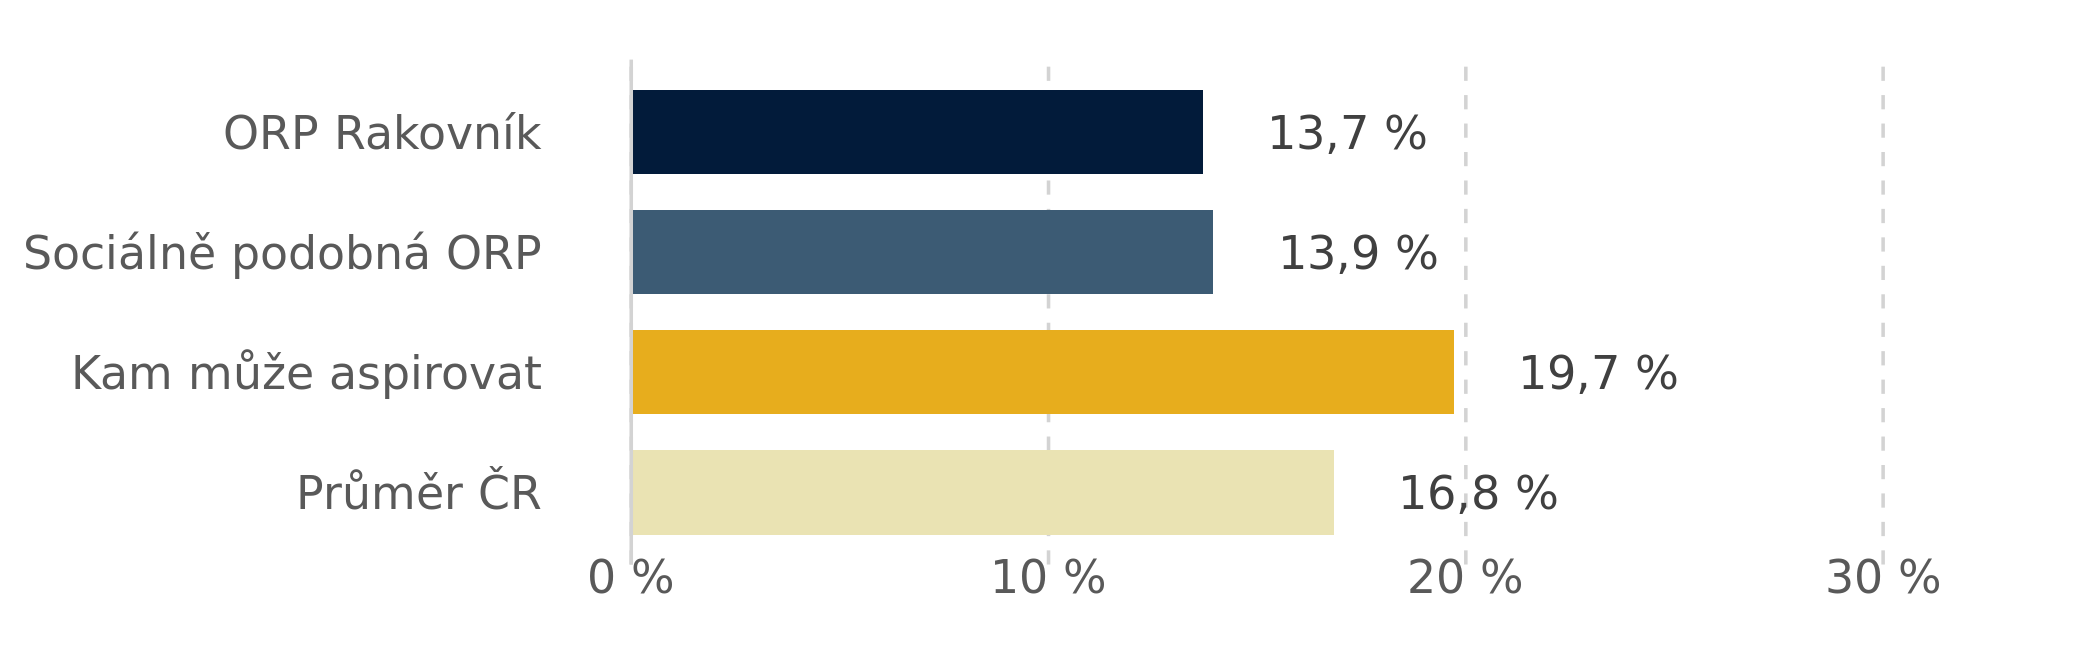 ORP Rakovník 13,7 %
Sociálně podobná ORP 13,9 %
Kam může aspirovat 19,7 %
Průměr ČR 16,8 %
0 % 10 % 20 % 30 %